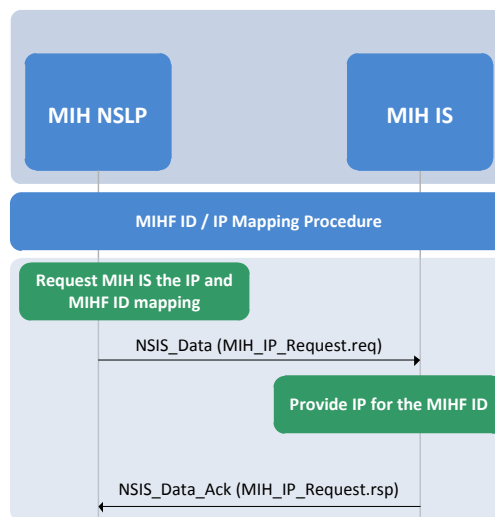 MIH NSLP
MIH IS
MIHF ID / IP Mapping Procedure
Request MIH IS the IP and
MIHF ID mapping
NSIS_Data (MIH_IP_Request.req)
Provide IP for the MIHF ID
NSIS_Data_Ack (MIH_IP_Request.rsp)